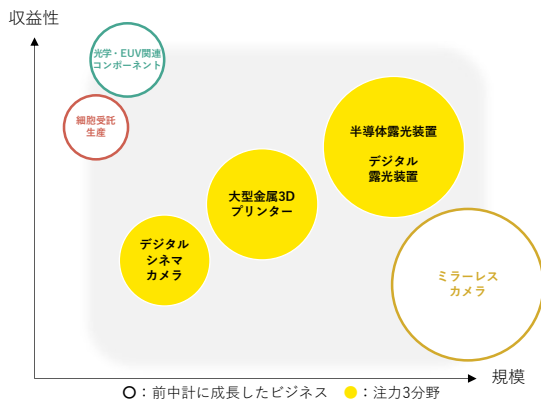 収益性
光学・EUV関連
コンポーネント
細胞受託
生産
半導体露光装置
デジタル
露光装置
大型金属3D
プリンター
デジタル
シネマ
カメラ
ミラーレス
カメラ
規模
：前中計に成長したビジネス ：注力3分野